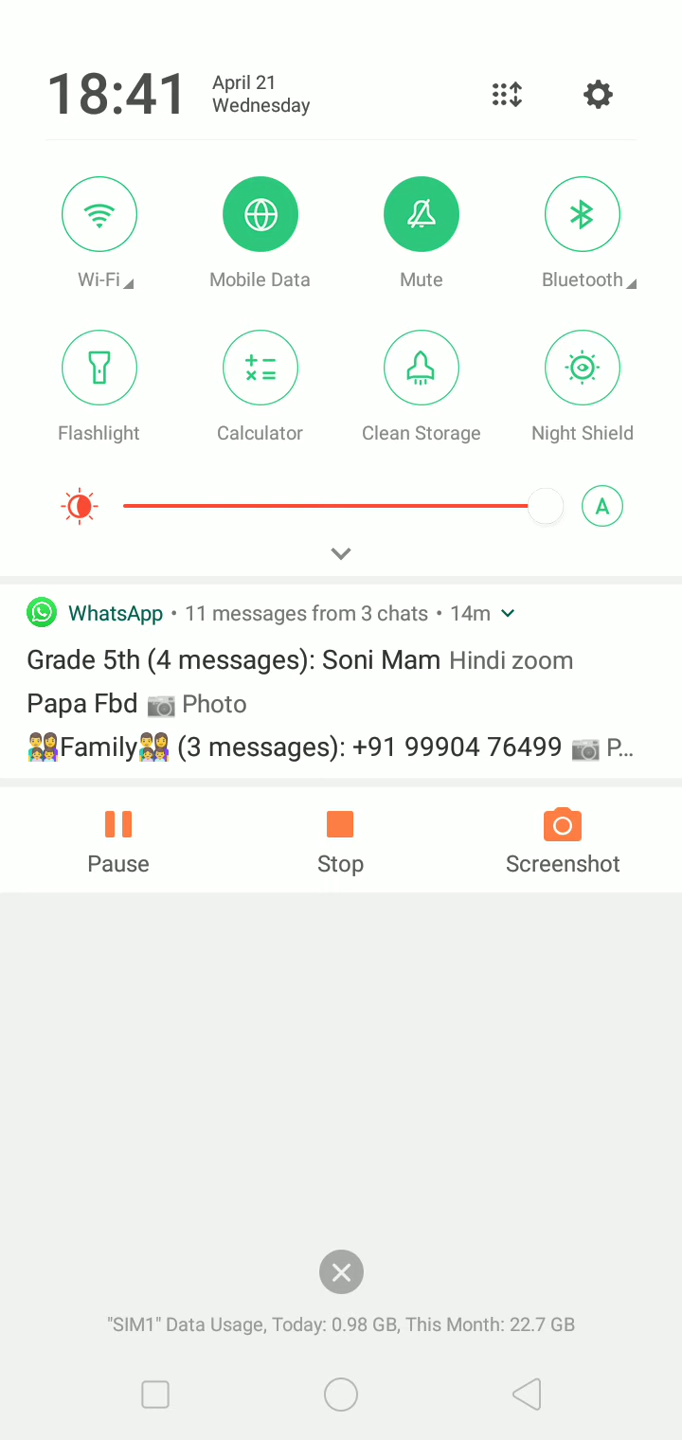 18:41
April 21
Wednesday
Wi-Fi
Mobile Data
Mute
Bluetooth
Flashlight
Calculator
Clean Storage
Night Shield
A
WhatsApp • 11 messages from 3 chats • 14m
Grade 5th (4 messages): Soni Mam Hindi zoom
Papa Fbd 📷 Photo
👨‍👩‍👧‍👦Family👨‍👩‍👧‍👦 (3 messages): +91 99904 76499 📷 P...
Pause
Stop
Screenshot
"SIM1" Data Usage, Today: 0.98 GB, This Month: 22.7 GB